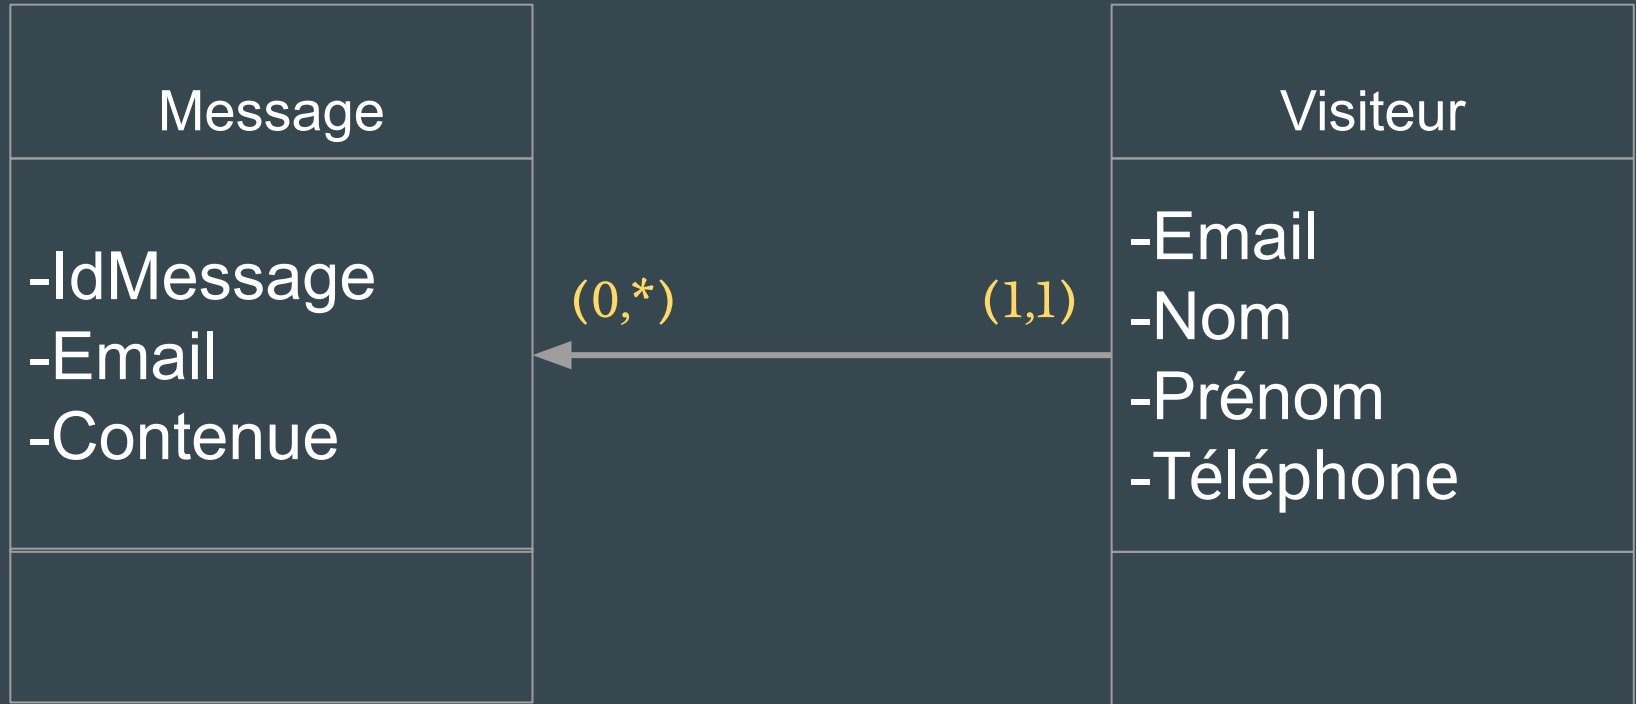 Message
-IdMessage
-Email
-Contenue
(0,*)
(1,1)
Visiteur
-Email
-Nom
-Prénom
-Téléphone